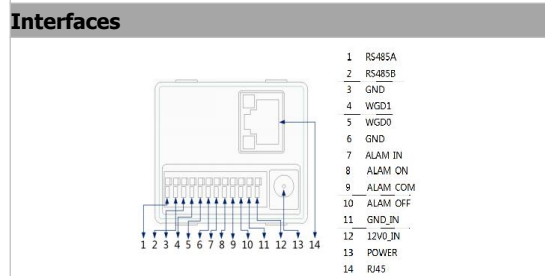 Interfaces
1 RS485A
2 RS485B
3 GND
4 WGD1
5 WGD0
6 GND
7 ALAM IN
8 ALAM ON
9 ALAM COM
10 ALAM OFF
11 GND_IN
12 12V0_IN
13 POWER
14 RJ45
1 2 3 4 5 6 7 8 9 10 11 12 13 14